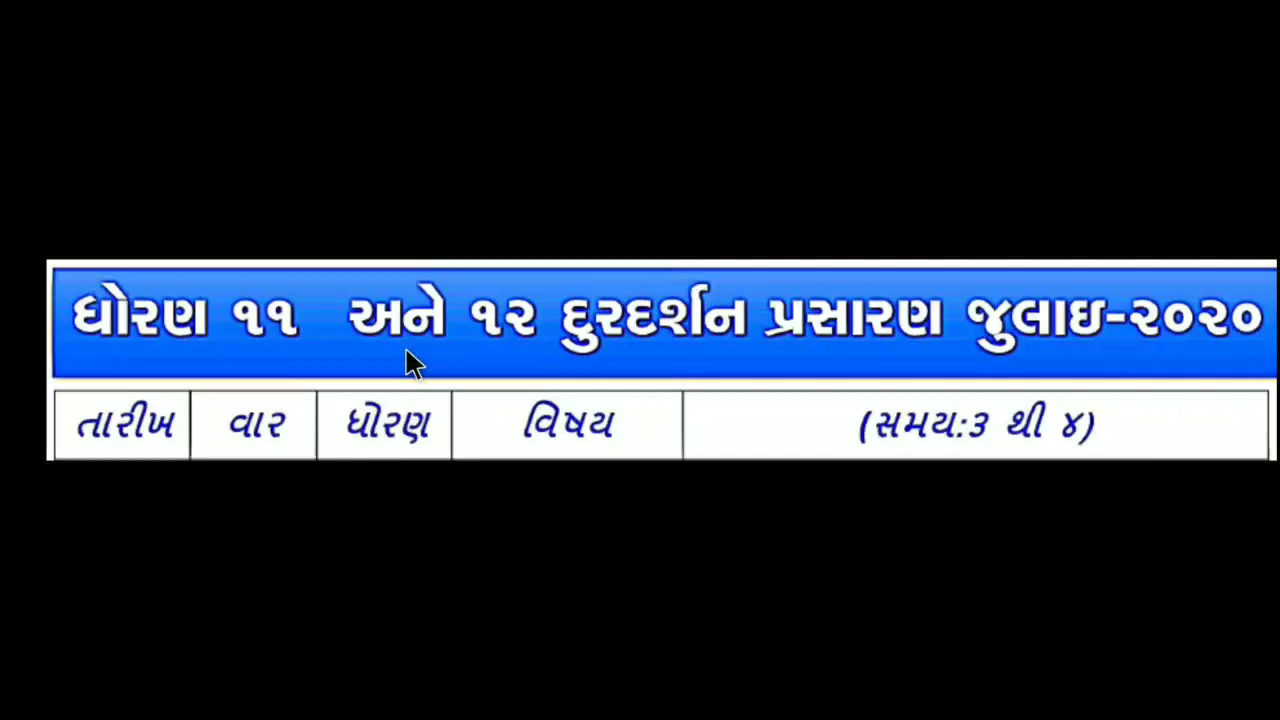 ધોરણ ૧૧ અને ૧૨ દુરદર્શન પ્રસારણ જુલાઇ-૨૦૨૦
તારીખ વાર ધોરણ વિષય (સમય:૩ થી ૪)